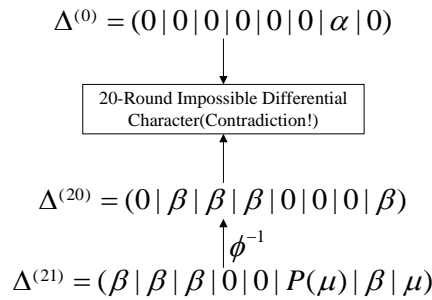 Δ^(0) = (0 | 0 | 0 | 0 | 0 | 0 | α | 0)
20-Round Impossible Differential
Character(Contradiction!)
Δ^(20) = (0 | β | β | β | 0 | 0 | 0 | β)
ϕ^-1
Δ^(21) = (β | β | β | 0 | 0 | P(μ) | β | μ)